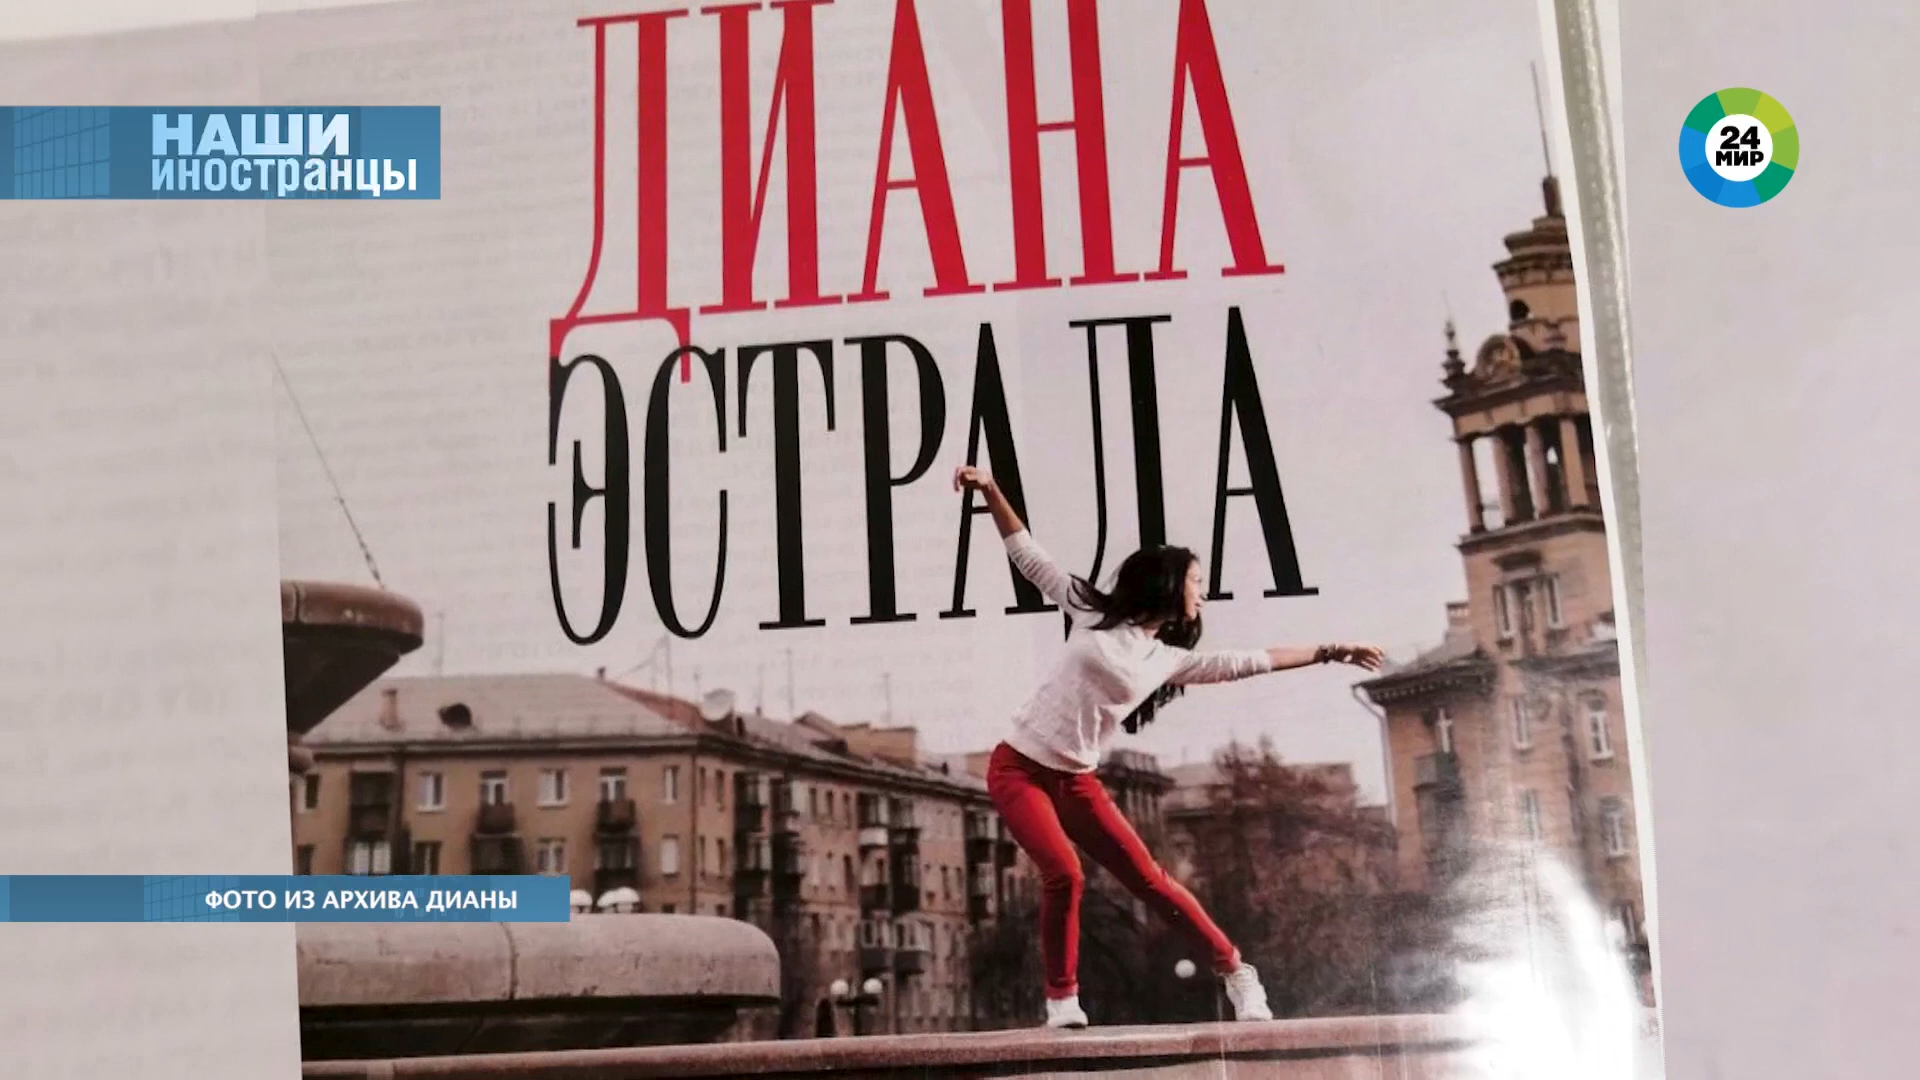 ДИАНА
НАШИ
ИНОСТРАНЦЫ
24
МИР
ЭСТРАДА
ФОТО ИЗ АРХИВА ДИАНЫ